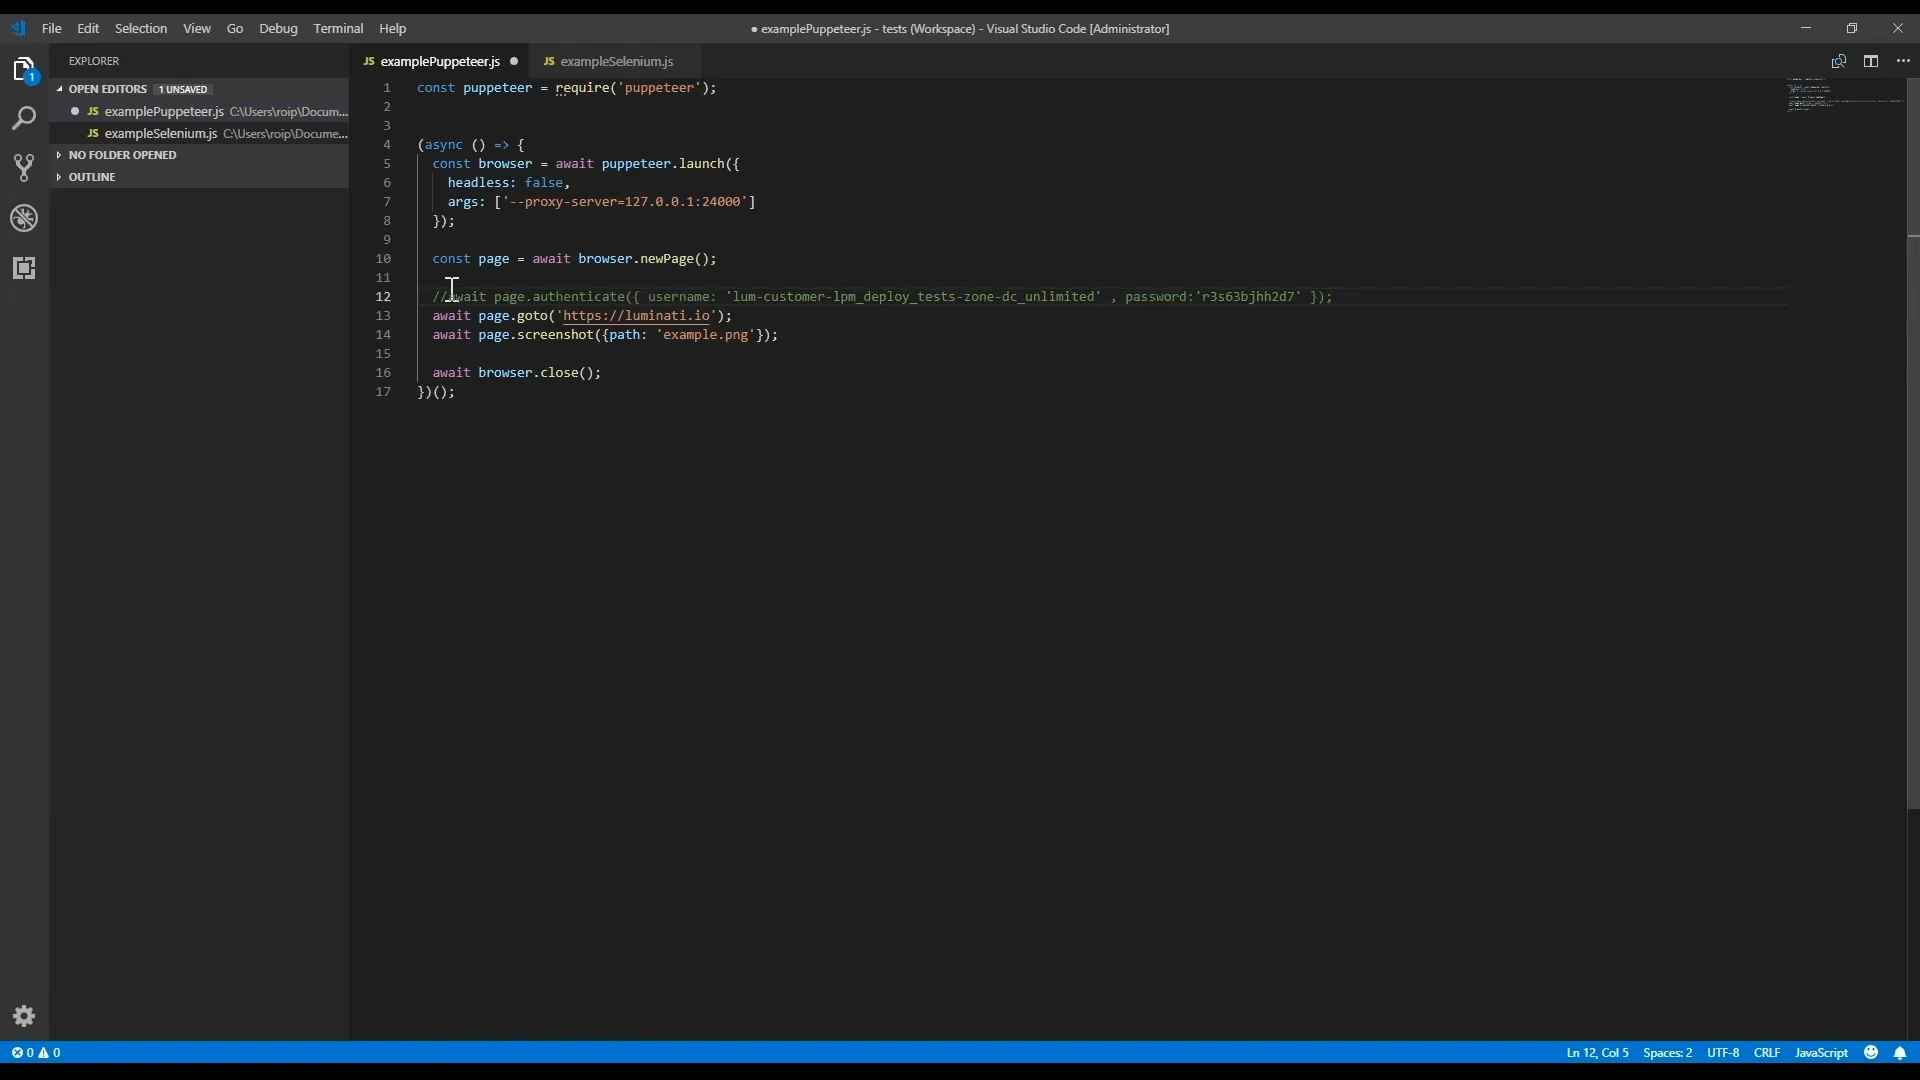 File Edit Selection View Go Debug Terminal Help
● examplePuppeteer.js - tests (Workspace) - Visual Studio Code [Administrator]
1
EXPLORER
OPEN EDITORS 1 UNSAVED
JS examplePuppeteer.js C:\Users\roip\Docum...
JS exampleSelenium.js C:\Users\roip\Docume...
NO FOLDER OPENED
OUTLINE
JS examplePuppeteer.js ●
JS exampleSelenium.js
1 const puppeteer = require('puppeteer');
2
3
4 (async () => {
5 const browser = await puppeteer.launch({
6 headless: false,
7 args: ['--proxy-server=127.0.0.1:24000']
8 });
9
10 const page = await browser.newPage();
11
12 //await page.authenticate({ username: 'lum-customer-lpm_deploy_tests-zone-dc_unlimited' , password:'r3s63bjhh2d7' });
13 await page.goto('https://luminati.io');
14 await page.screenshot({path: 'example.png'});
15
16 await browser.close();
17 })();
0 0
Ln 12, Col 5 Spaces: 2 UTF-8 CRLF JavaScript